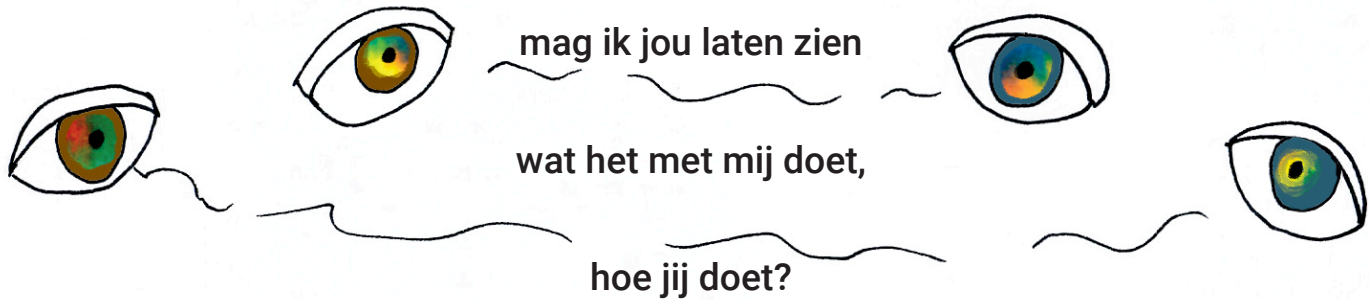 mag ik jou laten zien
wat het met mij doet,
hoe jij doet?